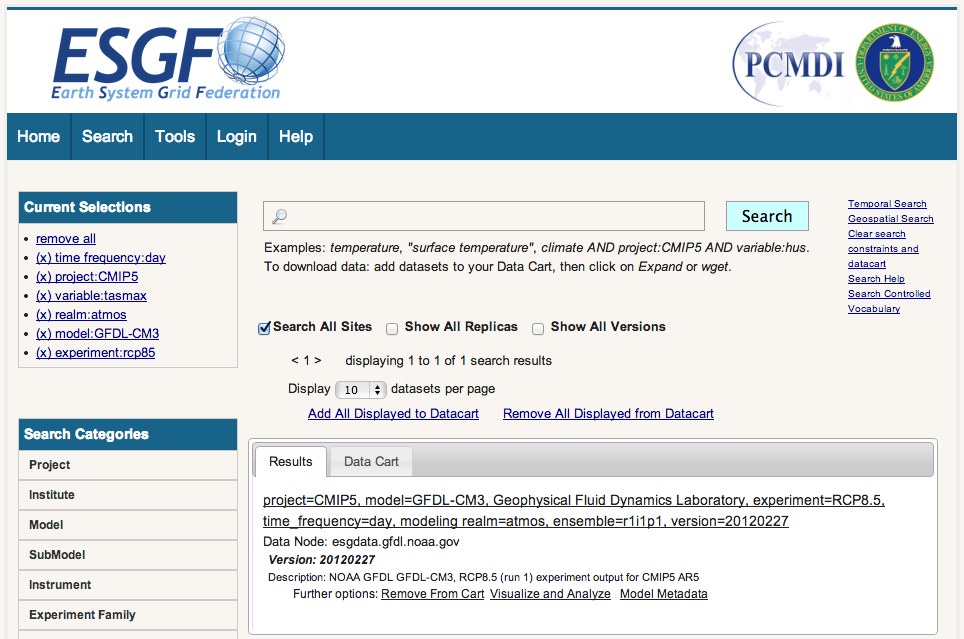 ESGF
Earth System Grid Federation
PCMDI
DEPARTMENT OF ENERGY
UNITED STATES OF AMERICA
Home
Search
Tools
Login
Help
Current Selections
remove all
(x) time frequency:day
(x) project:CMIP5
(x) variable:tasmax
(x) realm:atmos
(x) model:GFDL-CM3
(x) experiment:rcp85
Search Categories
Project
Institute
Model
SubModel
Instrument
Experiment Family
Search
Examples: temperature, "surface temperature", climate AND project:CMIP5 AND variable:hus.
To download data: add datasets to your Data Cart, then click on Expand or wget.
Search All Sites Show All Replicas Show All Versions
< 1 > displaying 1 to 1 of 1 search results
Display 10 datasets per page
Add All Displayed to Datacart Remove All Displayed from Datacart
Results Data Cart
project=CMIP5, model=GFDL-CM3, Geophysical Fluid Dynamics Laboratory, experiment=RCP8.5,
time_frequency=day, modeling realm=atmos, ensemble=r1i1p1, version=20120227
Data Node: esgdata.gfdl.noaa.gov
Version: 20120227
Description: NOAA GFDL GFDL-CM3, RCP8.5 (run 1) experiment output for CMIP5 AR5
Further options: Remove From Cart Visualize and Analyze Model Metadata
Temporal Search
Geospatial Search
Clear search
constraints and
datacart
Search Help
Search Controlled
Vocabulary